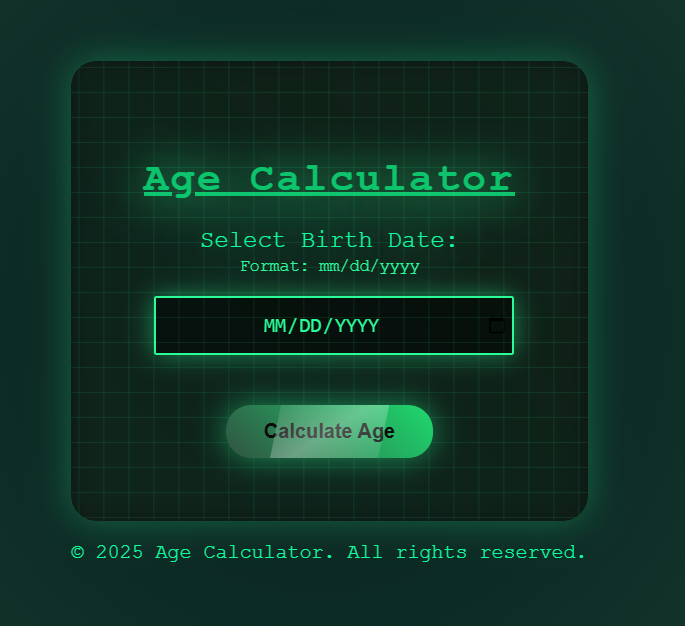 Age Calculator
Select Birth Date:
Format: mm/dd/yyyy
MM/DD/YYYY
Calculate Age
© 2025 Age Calculator. All rights reserved.